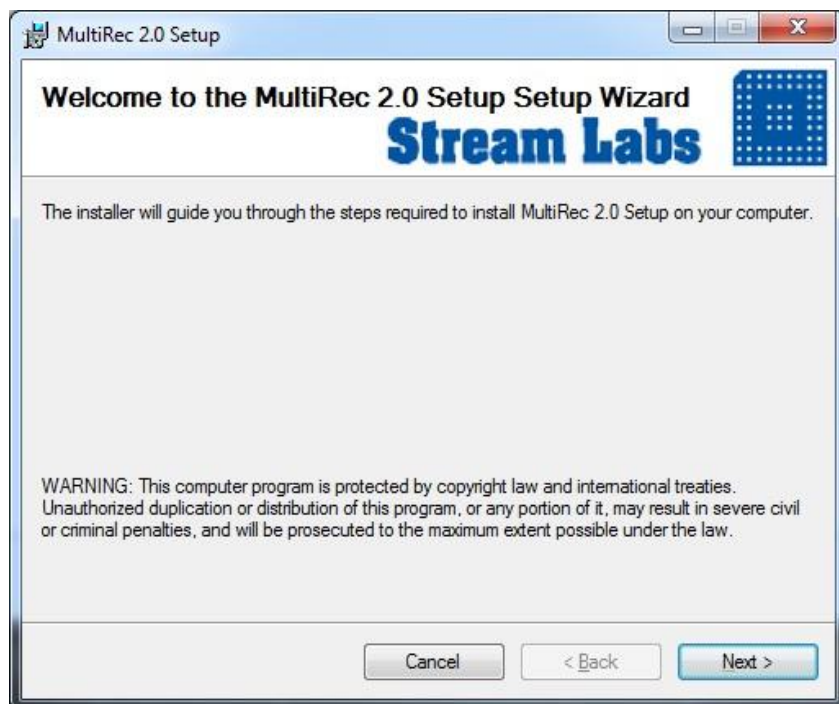 MultiRec 2.0 Setup
Welcome to the MultiRec 2.0 Setup Setup Wizard
Stream Labs
The installer will guide you through the steps required to install MultiRec 2.0 Setup on your computer.
WARNING: This computer program is protected by copyright law and international treaties.
Unauthorized duplication or distribution of this program, or any portion of it, may result in severe civil
or criminal penalties, and will be prosecuted to the maximum extent possible under the law.
Cancel < Back Next >